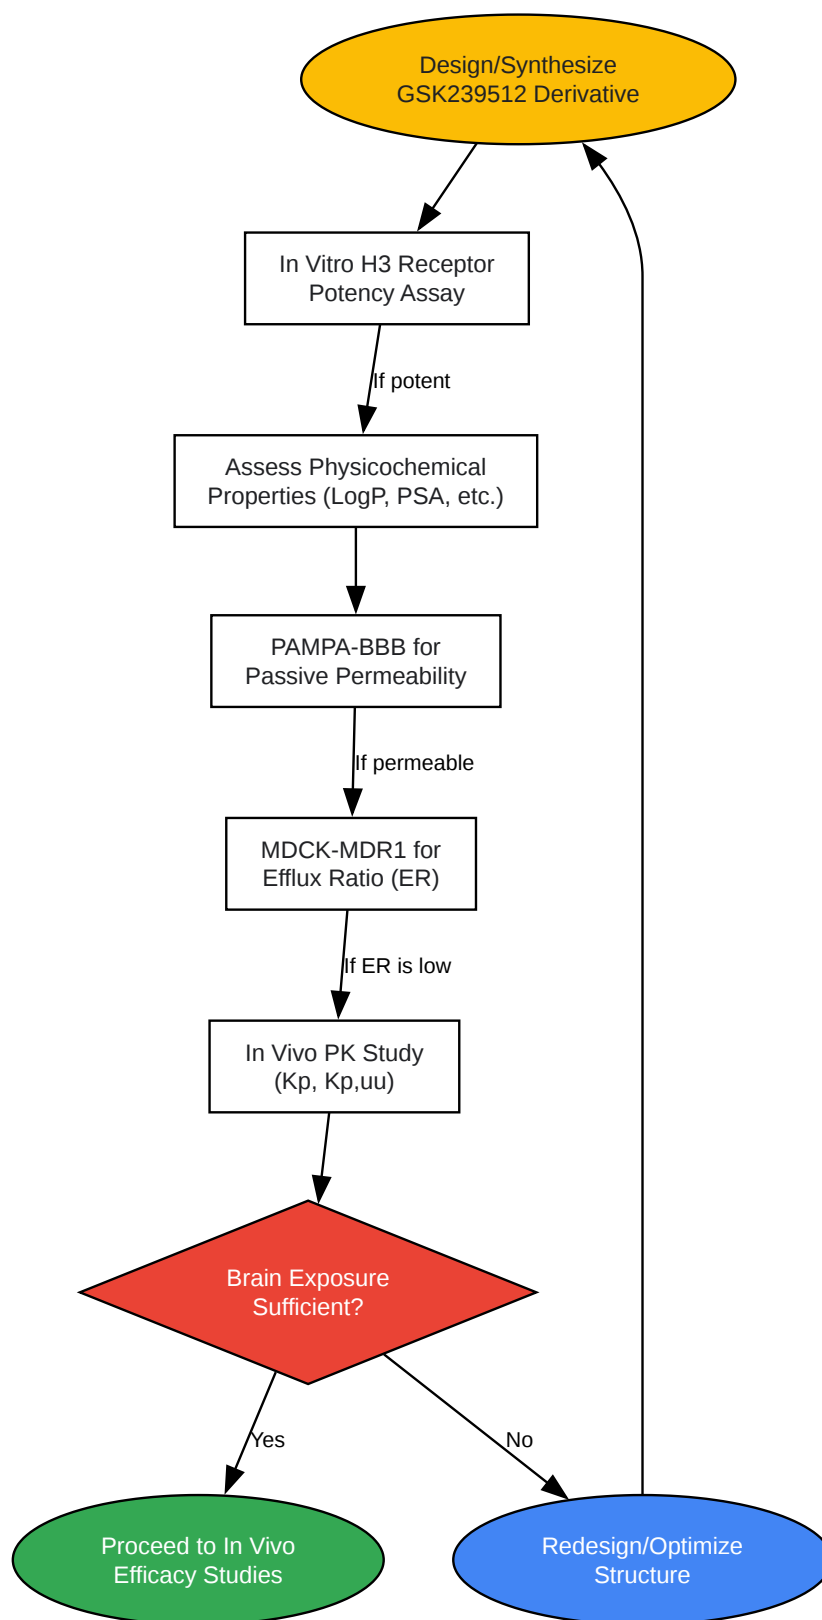 Design/Synthesize
GSK239512 Derivative
In Vitro H3 Receptor
Potency Assay
If potent
Assess Physicochemical
Properties (LogP, PSA, etc.)
PAMPA-BBB for
Passive Permeability
If permeable
MDCK-MDR1 for
Efflux Ratio (ER)
If ER is low
In Vivo PK Study
(Kp, Kp,uu)
Brain Exposure
Sufficient?
Yes
No
Proceed to In Vivo
Efficacy Studies
Redesign/Optimize
Structure